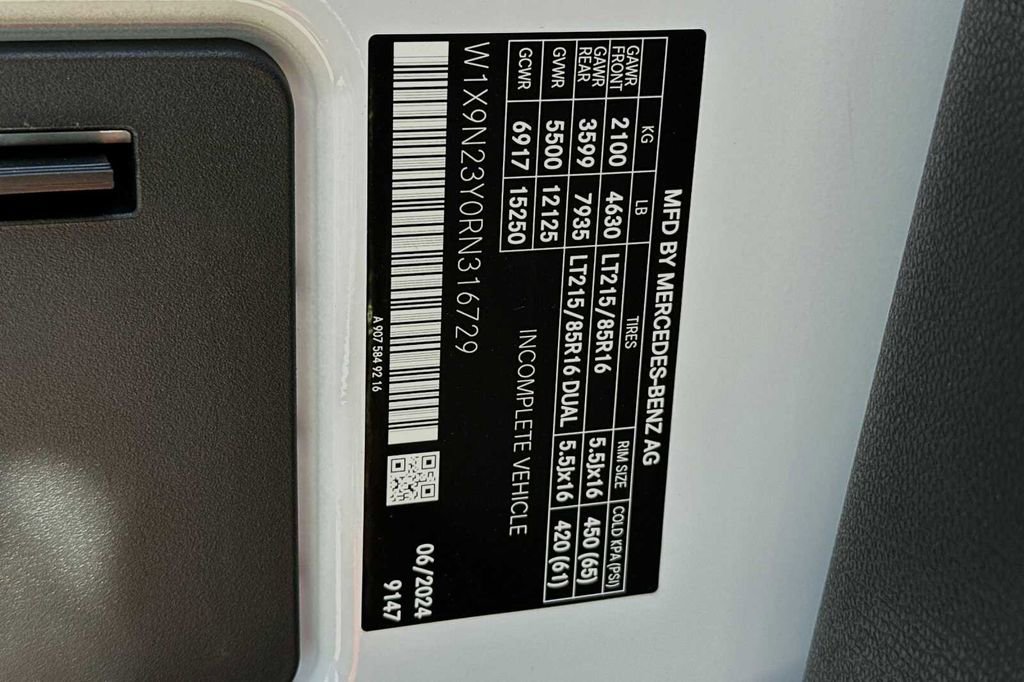 MFD BY MERCEDES-BENZ AG
KG LB TIRES RIM SIZE COLD KPA (PSI)
GAWR FRONT 2100 4630 LT215/85R16 5.5Jx16 450 (65)
GAWR REAR 3599 7935 LT215/85R16 DUAL 5.5Jx16 420 (61)
GVWR 5500 12125
GCWR 6917 15250
INCOMPLETE VEHICLE
W1X9N23Y0RN316729
06/2024
9147
A 907 584 92 16